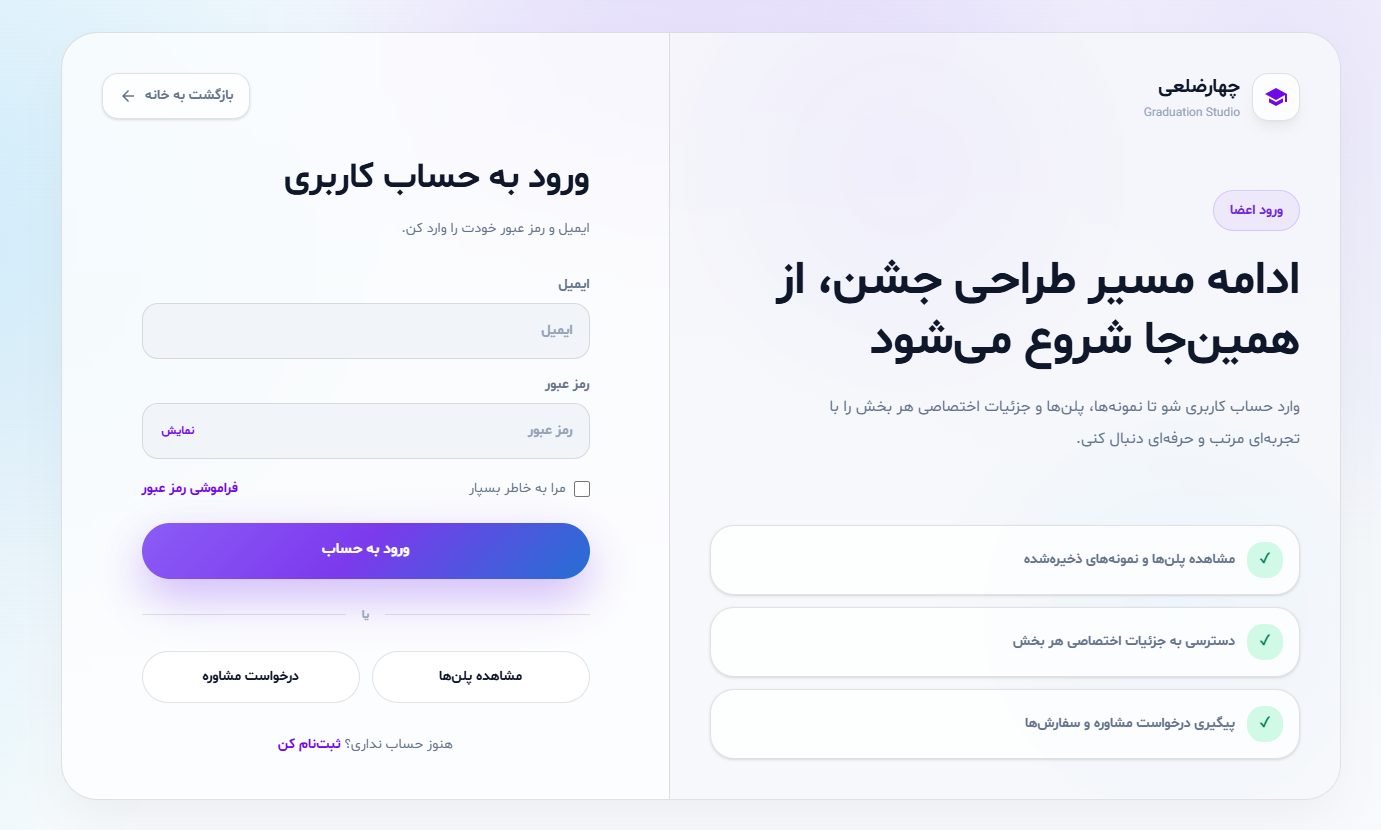 چهارضلعی
Graduation Studio
ورود اعضا
ادامه مسیر طراحی جشن، از
همین‌جا شروع می‌شود
وارد حساب کاربری شو تا نمونه‌ها، پلن‌ها و جزئیات اختصاصی هر بخش را با
تجربه‌ای مرتب و حرفه‌ای دنبال کنی.
مشاهده پلن‌ها و نمونه‌های ذخیره‌شده
دسترسی به جزئیات اختصاصی هر بخش
پیگیری درخواست مشاوره و سفارش‌ها
بازگشت به خانه
ورود به حساب کاربری
ایمیل و رمز عبور خودت را وارد کن.
ایمیل
ایمیل
رمز عبور
رمز عبور نمایش
مرا به خاطر بسپار فراموشی رمز عبور
ورود به حساب
یا
مشاهده پلن‌ها درخواست مشاوره
هنوز حساب نداری؟ ثبت‌نام کن